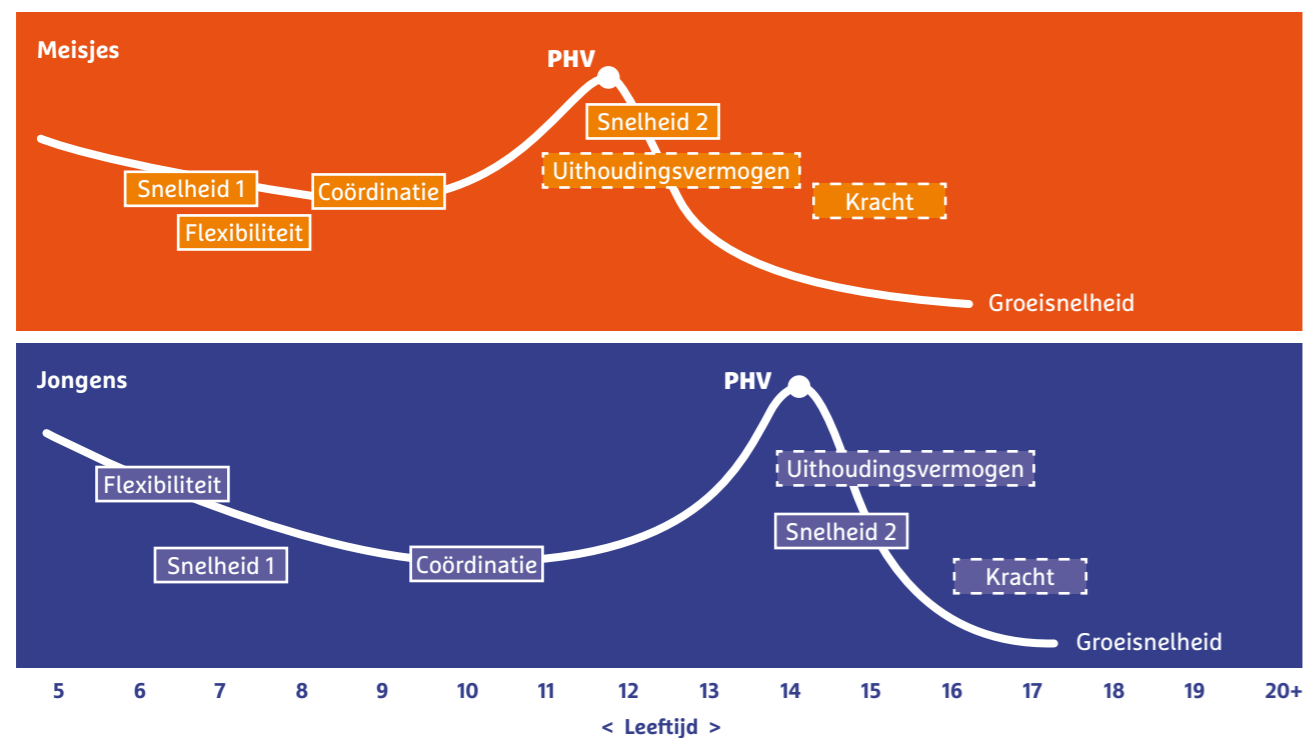 Meisjes
PHV
Snelheid 2
Uithoudingsvermogen
Snelheid 1
Coördinatie
Kracht
Flexibiliteit
Groeisnelheid
Jongens
PHV
Uithoudingsvermogen
Flexibiliteit
Snelheid 2
Snelheid 1
Coördinatie
Kracht
Groeisnelheid
5 6 7 8 9 10 11 12 13 14 15 16 17 18 19 20+
< Leeftijd >